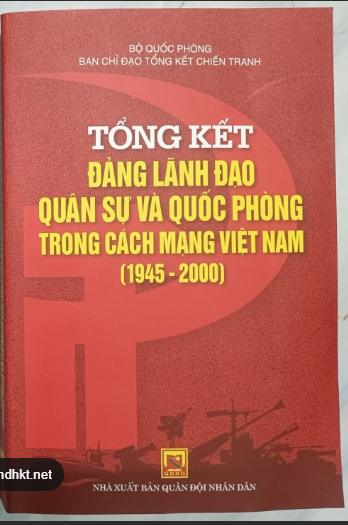 BỘ QUỐC PHÒNG
BAN CHỈ ĐẠO TỔNG KẾT CHIẾN TRANH
TỔNG KẾT
ĐẢNG LÃNH ĐẠO
QUÂN SỰ VÀ QUỐC PHÒNG
TRONG CÁCH MẠNG VIỆT NAM
(1945 - 2000)
ndhkt.net
QĐND
NHÀ XUẤT BẢN QUÂN ĐỘI NHÂN DÂN